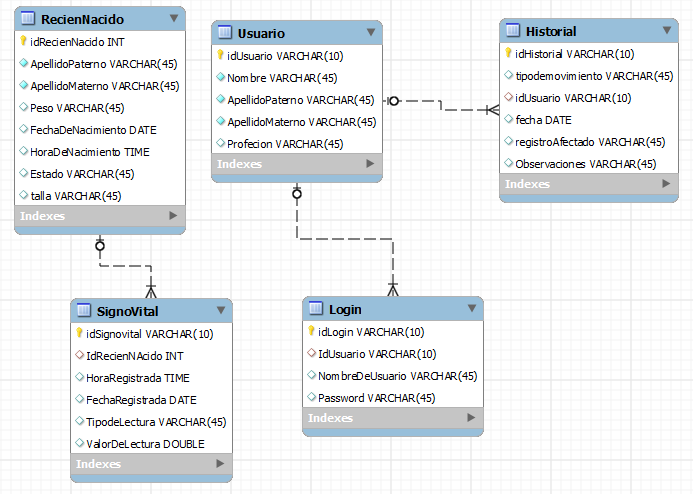 RecienNacido
idRecienNacido INT
ApellidoPaterno VARCHAR(45)
ApellidoMaterno VARCHAR(45)
Peso VARCHAR(45)
FechaDeNacimiento DATE
HoraDeNacimiento TIME
Estado VARCHAR(45)
talla VARCHAR(45)
Indexes
Usuario
idUsuario VARCHAR(10)
Nombre VARCHAR(45)
ApellidoPaterno VARCHAR(45)
ApellidoMaterno VARCHAR(45)
Profecion VARCHAR(45)
Indexes
Historial
idHistorial VARCHAR(10)
tipodemovimiento VARCHAR(45)
idUsuario VARCHAR(10)
fecha DATE
registroAfectado VARCHAR(45)
Observaciones VARCHAR(45)
Indexes
SignoVital
idSignovital VARCHAR(10)
IdRecienNAcido INT
HoraRegistrada TIME
FechaRegistrada DATE
TipodeLectura VARCHAR(45)
ValorDeLectura DOUBLE
Indexes
Login
idLogin VARCHAR(10)
IdUsuario VARCHAR(10)
NombreDeUsuario VARCHAR(45)
Password VARCHAR(45)
Indexes